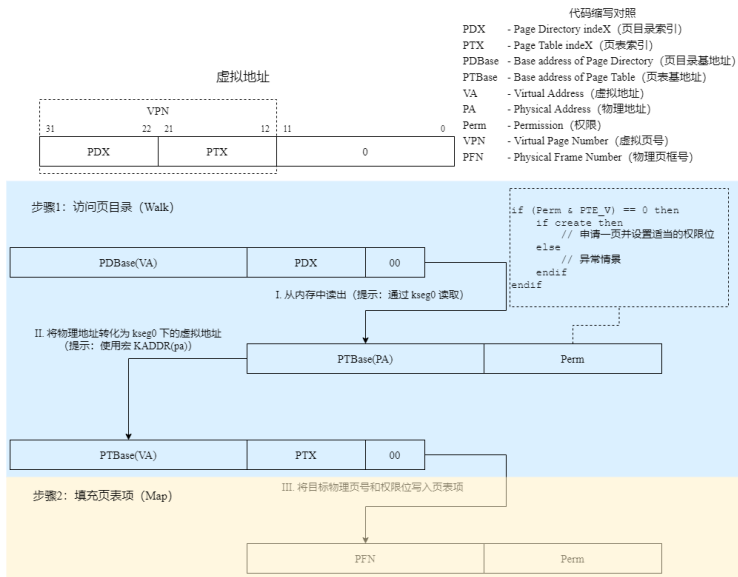 代码缩写对照
PDX - Page Directory indeX（页目录索引）
PTX - Page Table indeX（页表索引）
PDBase - Base address of Page Directory（页目录基地址）
PTBase - Base address of Page Table（页表基地址）
VA - Virtual Address（虚拟地址）
PA - Physical Address（物理地址）
Perm - Permission（权限）
VPN - Virtual Page Number（虚拟页号）
PFN - Physical Frame Number（物理页框号）
虚拟地址
VPN
31 22 21 12 11 0
PDX PTX 0
步骤1：访问页目录（Walk）
if (Perm & PTE_V) == 0 then
if create then
// 申请一页并设置适当的权限位
else
// 异常情景
endif
endif
PDBase(VA) PDX 00
I. 从内存中读出（提示：通过 kseg0 读取）
II. 将物理地址转化为 kseg0 下的虚拟地址
（提示：使用宏 KADDR(pa)）
PTBase(PA) Perm
PTBase(VA) PTX 00
步骤2：填充页表项（Map）
III. 将目标物理页号和权限位写入页表项
PFN Perm